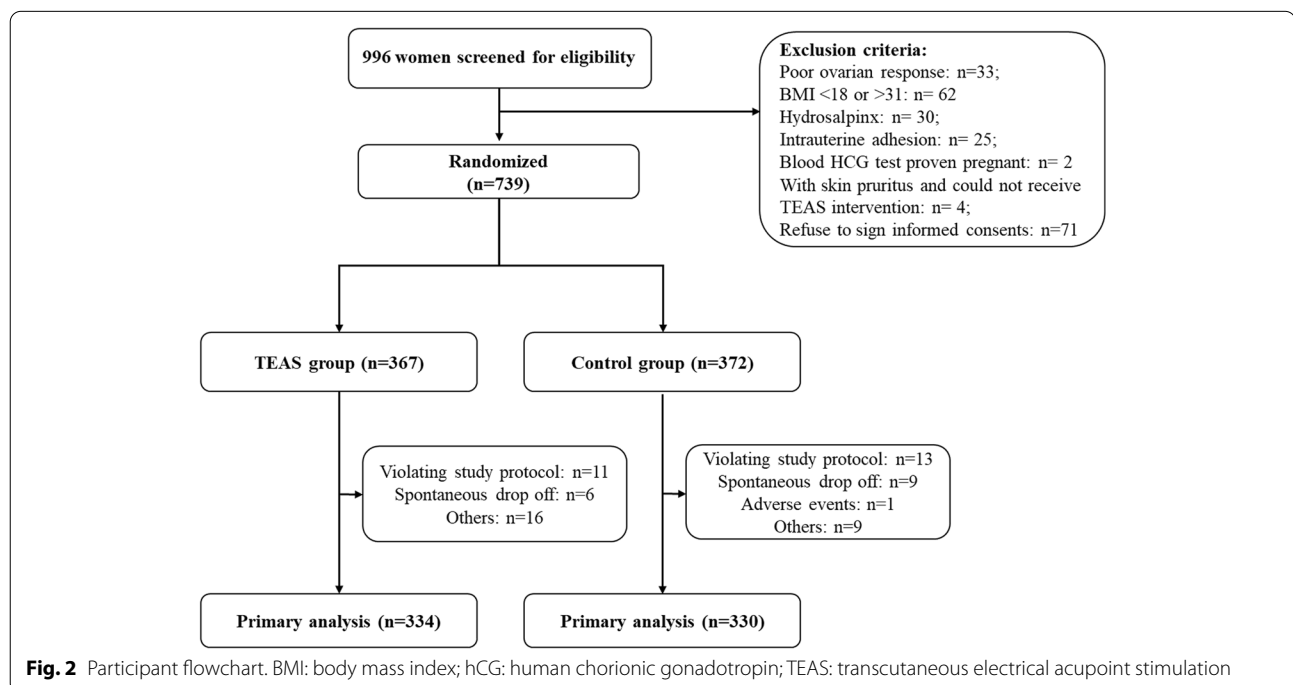 996 women screened for eligibility
Exclusion criteria:
Poor ovarian response: n=33;
BMI <18 or >31: n= 62
Hydrosalpinx: n= 30;
Intrauterine adhesion: n= 25;
Blood HCG test proven pregnant: n= 2
With skin pruritus and could not receive
TEAS intervention: n= 4;
Refuse to sign informed consents: n=71
Randomized
(n=739)
TEAS group (n=367)
Control group (n=372)
Violating study protocol: n=11
Spontaneous drop off: n=6
Others: n=16
Violating study protocol: n=13
Spontaneous drop off: n=9
Adverse events: n=1
Others: n=9
Primary analysis (n=334)
Primary analysis (n=330)
Fig. 2 Participant flowchart. BMI: body mass index; hCG: human chorionic gonadotropin; TEAS: transcutaneous electrical acupoint stimulation